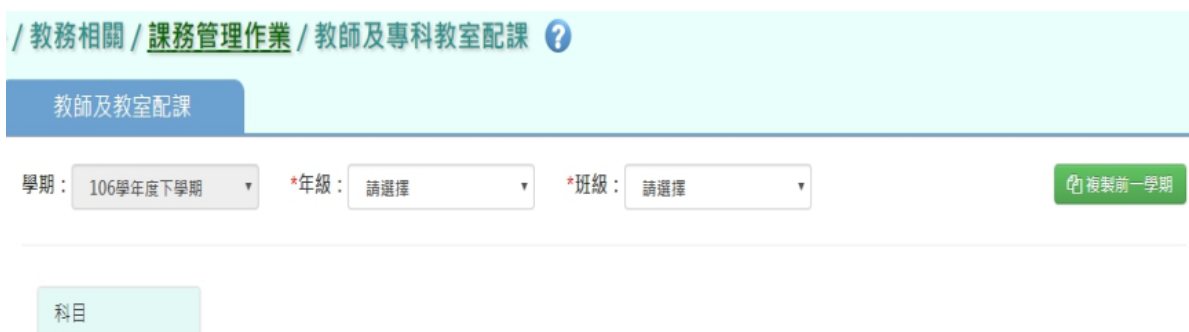 / 教務相關 / 課務管理作業 / 教師及專科教室配課 ?
教師及教室配課
學期： 106學年度下學期 *年級： 請選擇 *班級： 請選擇 複製前一學期
科目